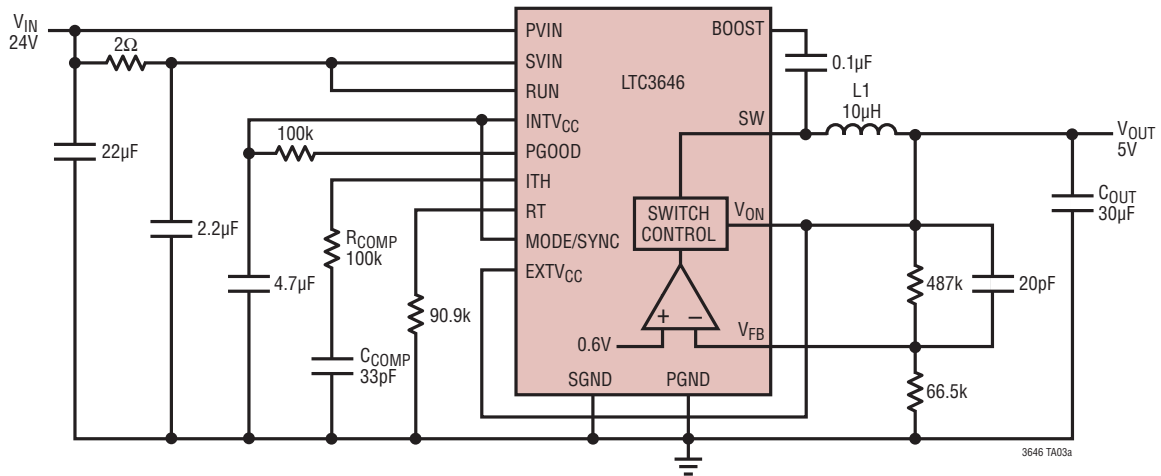 VIN
24V
2Ω
22µF
2.2µF
100k
4.7µF
RCOMP
100k
CCOMP
33pF
90.9k
PVIN
SVIN
RUN
INTVCC
PGOOD
ITH
RT
MODE/SYNC
EXTVCC
LTC3646
BOOST
SW
SWITCH
CONTROL
VON
+
–
0.6V
VFB
SGND
PGND
0.1µF
L1
10µH
VOUT
5V
COUT
30µF
487k
20pF
66.5k
3646 TA03a